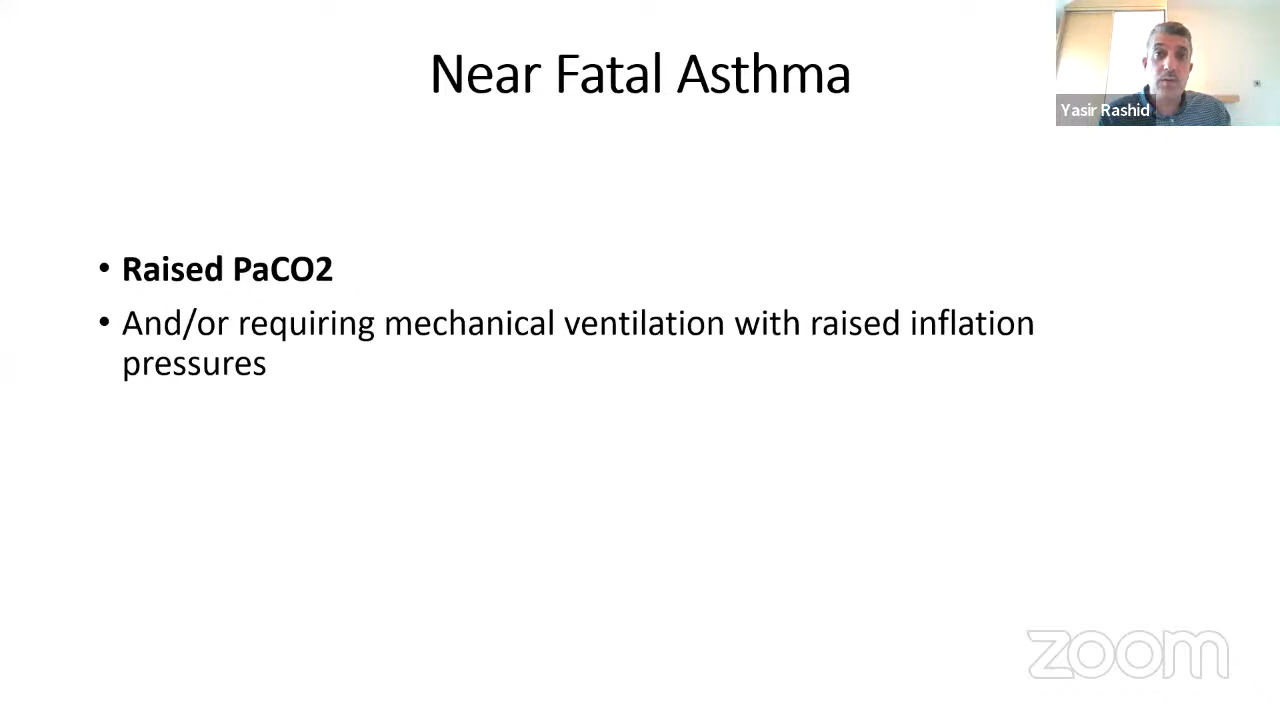 Near Fatal Asthma
Yasir Rashid
• Raised PaCO2
• And/or requiring mechanical ventilation with raised inflation
pressures
zoom